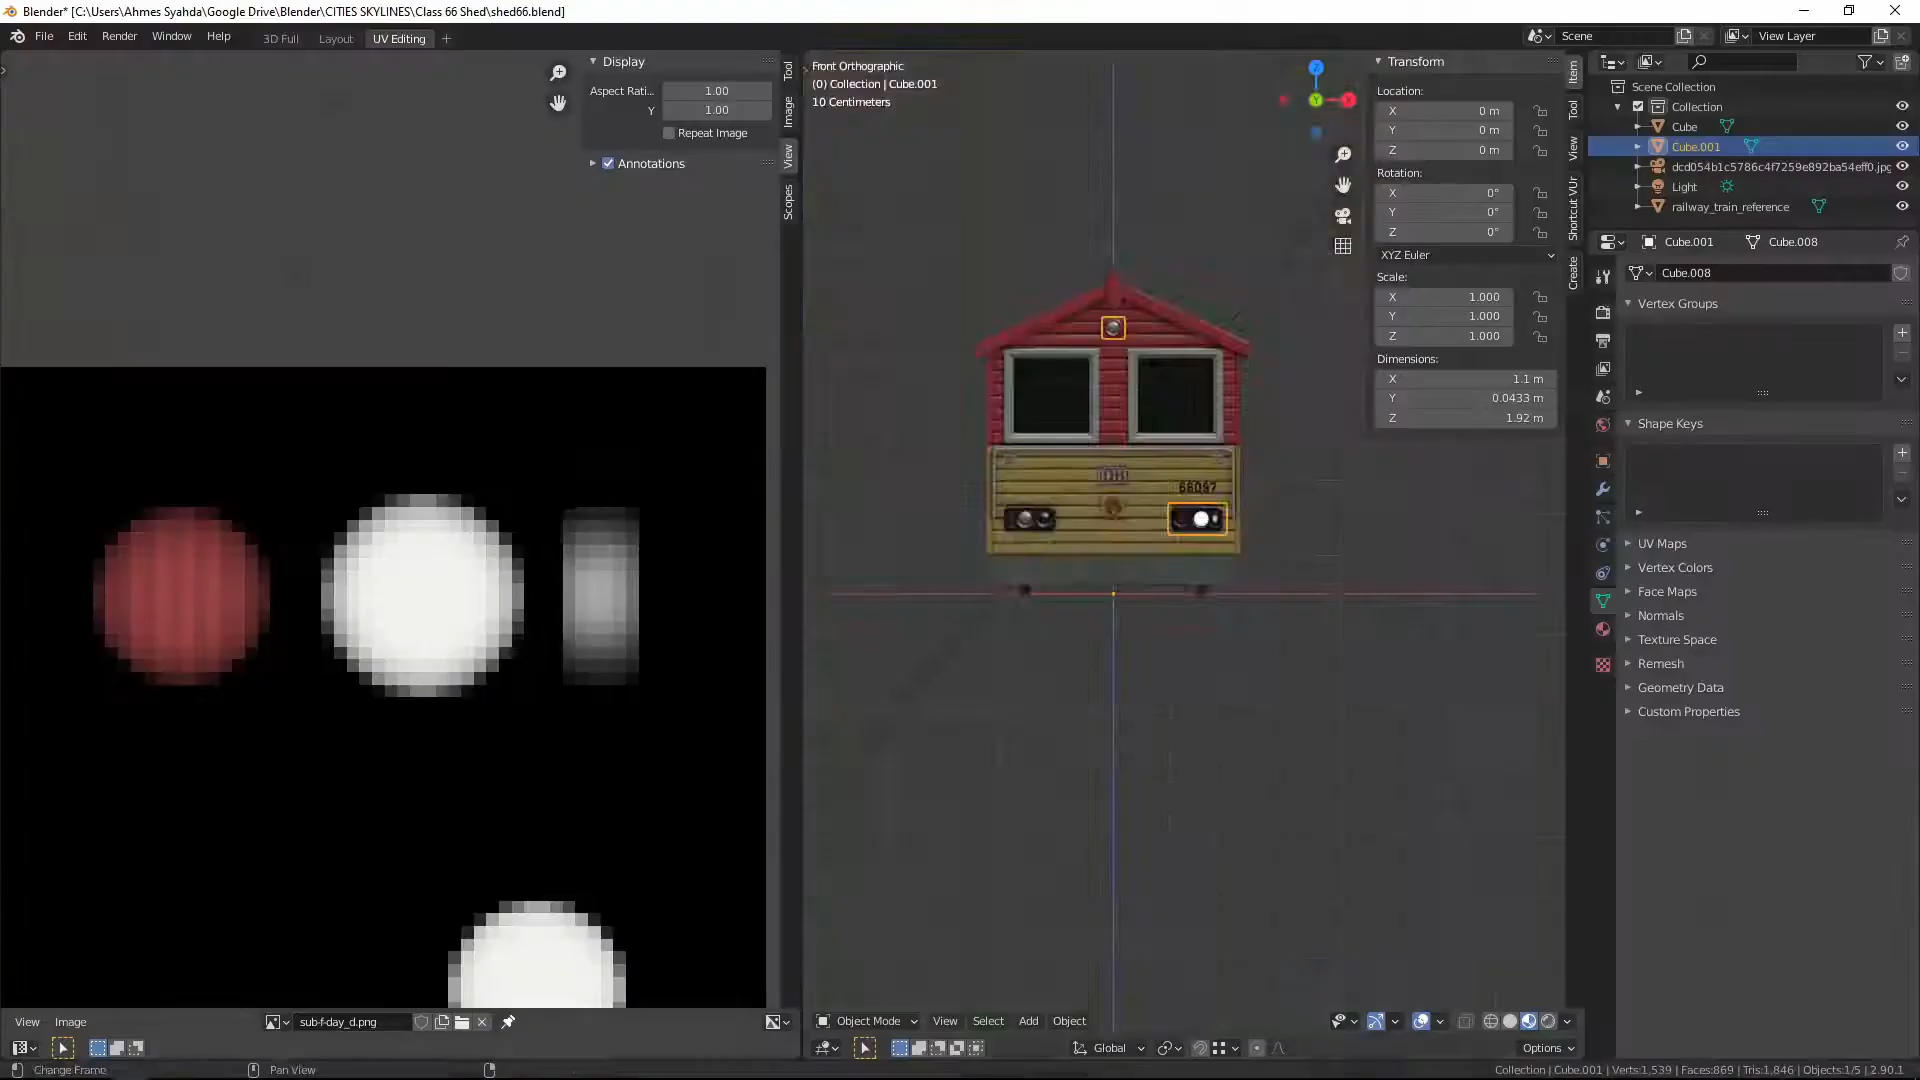 Blender* [C:\Users\Ahmes Syahda\Google Drive\Blender\CITIES SKYLINES\Class 66 Shed\shed66.blend]
File Edit Render Window Help 3D Full Layout UV Editing +
Scene View Layer
Display
Aspect Rati... 1.00
Y 1.00
Repeat Image
Annotations
Tool
Image
View
Scopes
Front Orthographic
(0) Collection | Cube.001
10 Centimeters
Z
Y
X
68097
Transform
Location:
X 0 m
Y 0 m
Z 0 m
Rotation:
X 0°
Y 0°
Z 0°
XYZ Euler
Scale:
X 1.000
Y 1.000
Z 1.000
Dimensions:
X 1.1 m
Y 0.0433 m
Z 1.92 m
Item
Tool
View
Shortcut VUr
Create
Scene Collection
Collection
Cube
Cube.001
dcd054b1c5786c4f7259e892ba54eff0.jpg
Light
railway_train_reference
Cube.001 Cube.008
Cube.008
Vertex Groups
Shape Keys
UV Maps
Vertex Colors
Face Maps
Normals
Texture Space
Remesh
Geometry Data
Custom Properties
View Image sub-f-day_d.png
Object Mode View Select Add Object
Global Options
Change Frame Pan View
Collection | Cube.001 | Verts:1,539 | Faces:869 | Tris:1,846 | Objects:1/5 | 2.90.1